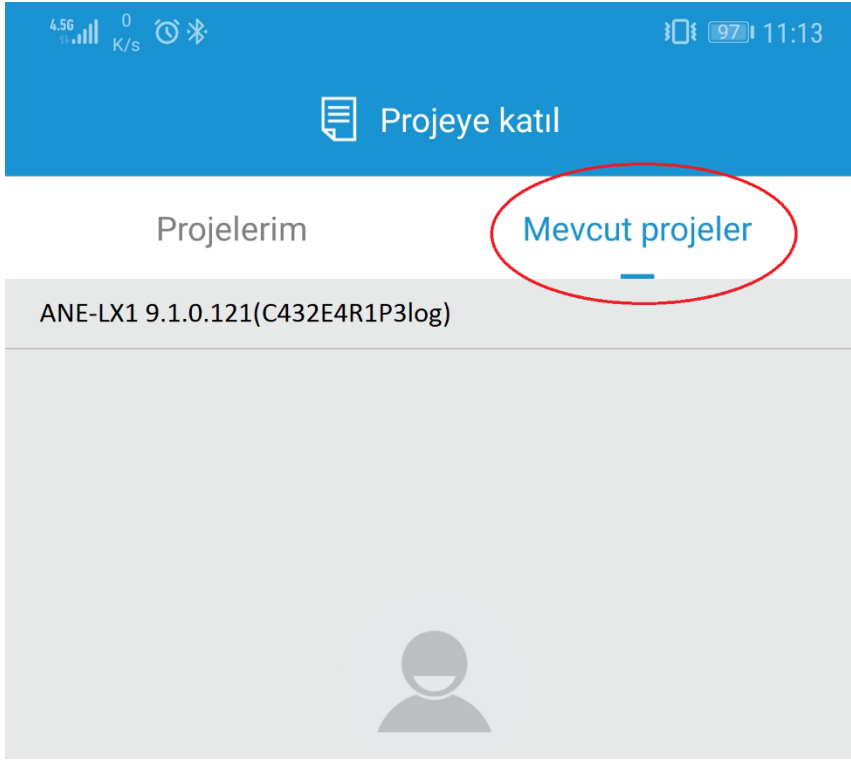 4.5G 0 K/s 97 11:13
Projeye katıl
Projelerim Mevcut projeler
ANE-LX1 9.1.0.121(C432E4R1P3log)